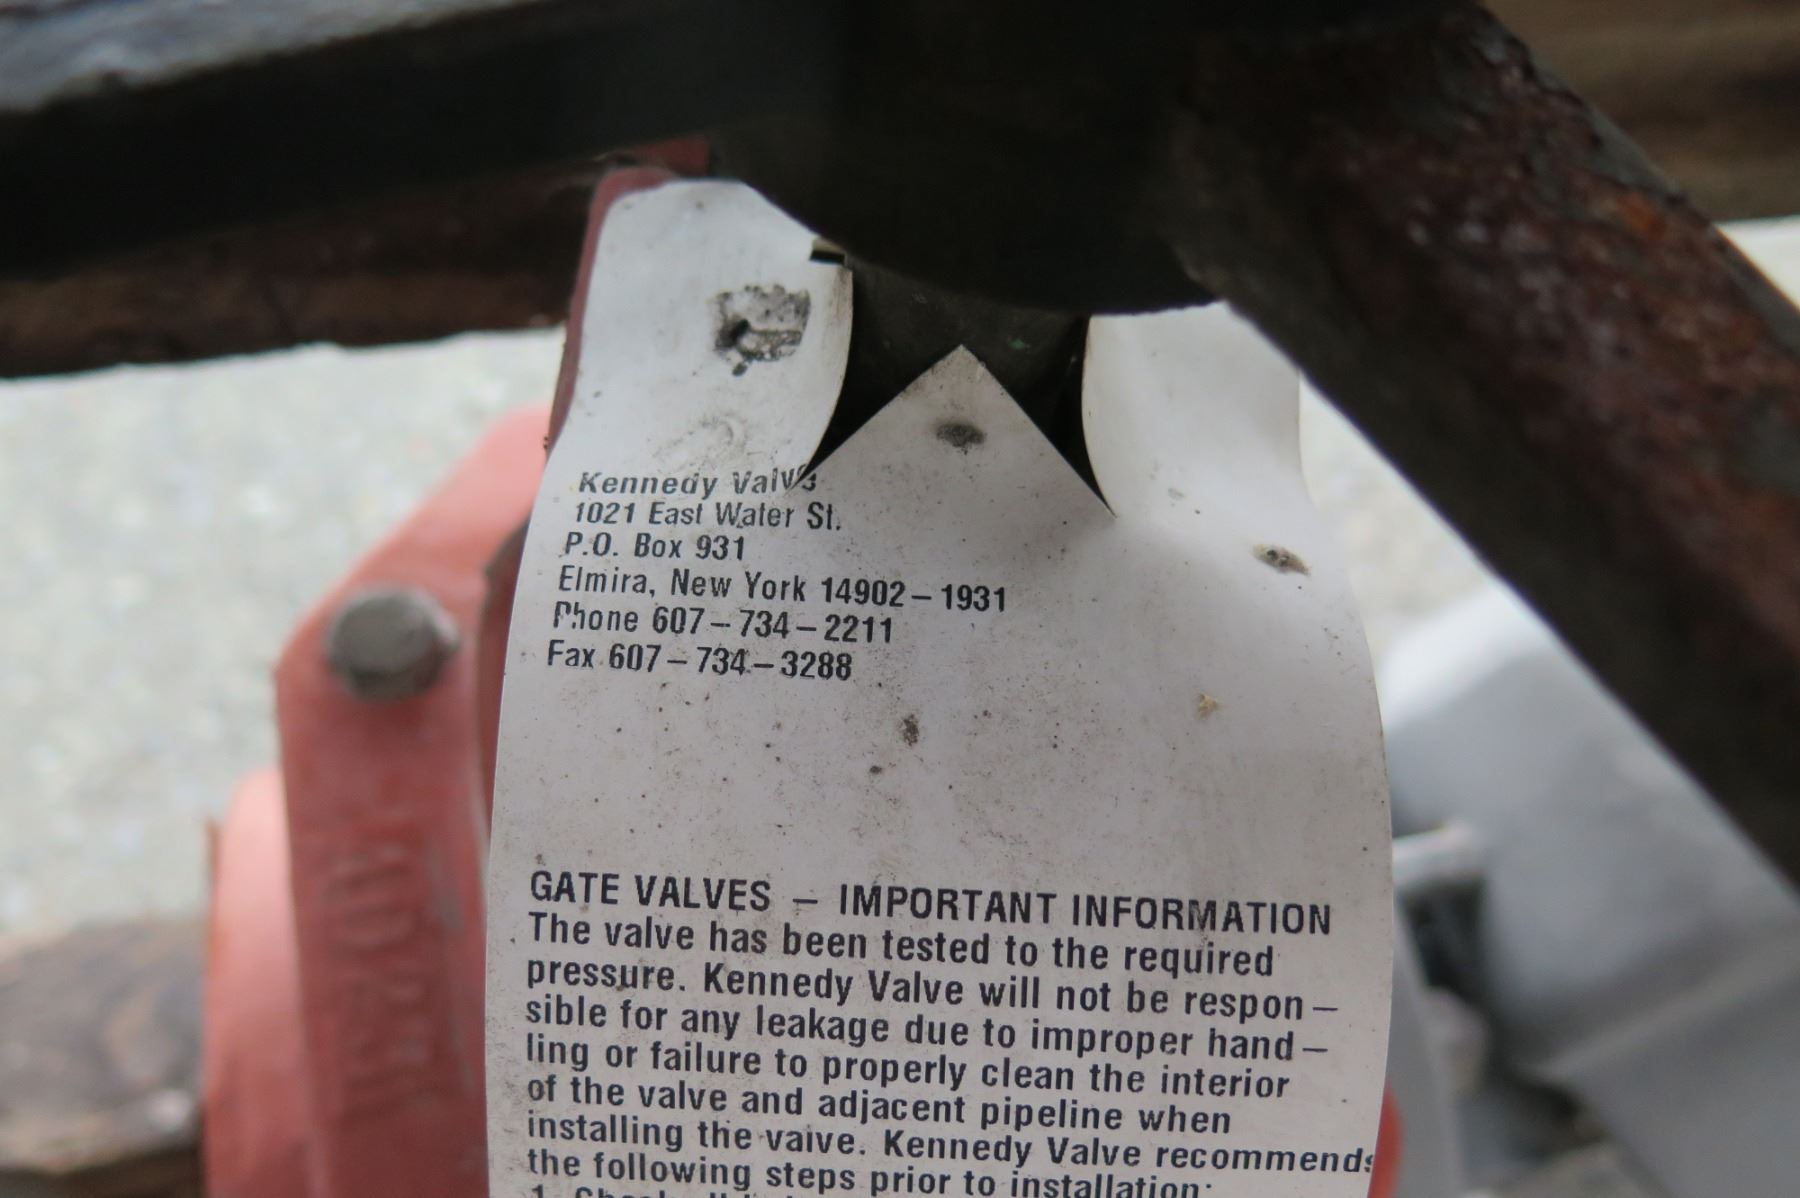 Kennedy Valve
1021 East Water St.
P.O. Box 931
Elmira, New York 14902-1931
Phone 607-734-2211
Fax 607-734-3288
GATE VALVES - IMPORTANT INFORMATION
The valve has been tested to the required
pressure. Kennedy Valve will not be respon-
sible for any leakage due to improper hand-
ling or failure to properly clean the interior
of the valve and adjacent pipeline when
installing the valve. Kennedy Valve recommends
the following steps prior to installation:
1.